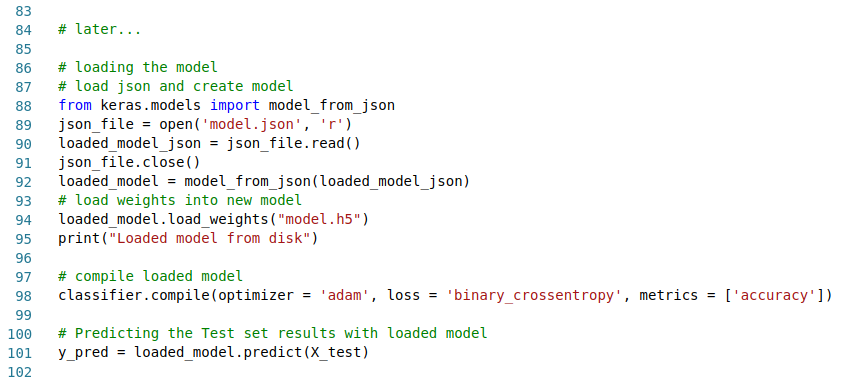 83
84 # later...
85
86 # loading the model
87 # load json and create model
88 from keras.models import model_from_json
89 json_file = open('model.json', 'r')
90 loaded_model_json = json_file.read()
91 json_file.close()
92 loaded_model = model_from_json(loaded_model_json)
93 # load weights into new model
94 loaded_model.load_weights("model.h5")
95 print("Loaded model from disk")
96
97 # compile loaded model
98 classifier.compile(optimizer = 'adam', loss = 'binary_crossentropy', metrics = ['accuracy'])
99
100 # Predicting the Test set results with loaded model
101 y_pred = loaded_model.predict(X_test)
102